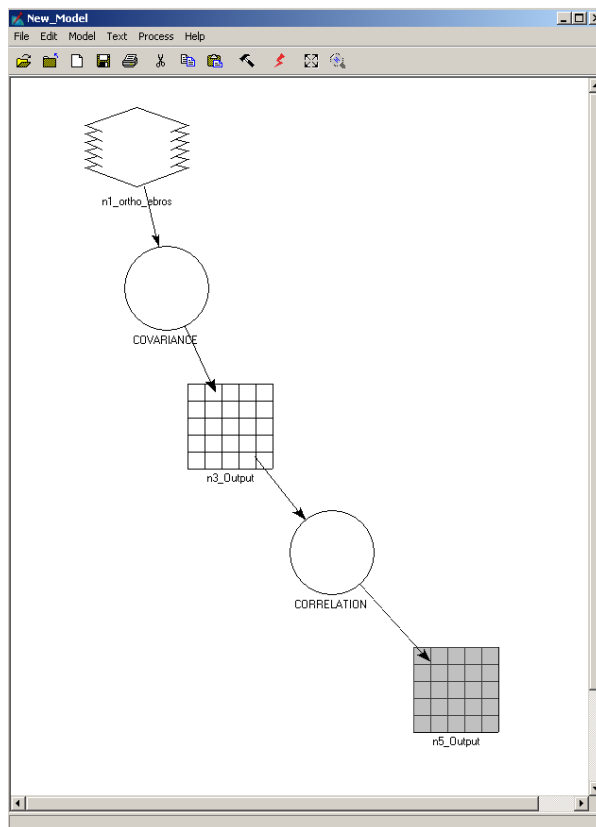 New_Model
File Edit Model Text Process Help
n1_ortho_ebros
COVARIANCE
n3_Output
CORRELATION
n5_Output